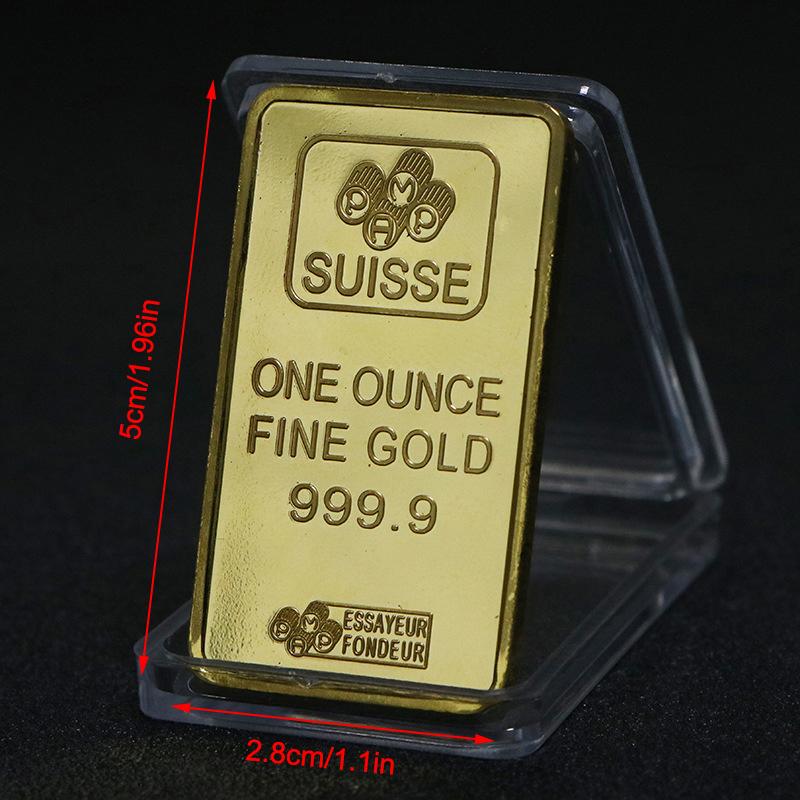 PAMP
SUISSE
ONE OUNCE
FINE GOLD
999.9
PAMP
ESSAYEUR
FONDEUR
5cm/1.96in
2.8cm/1.1in